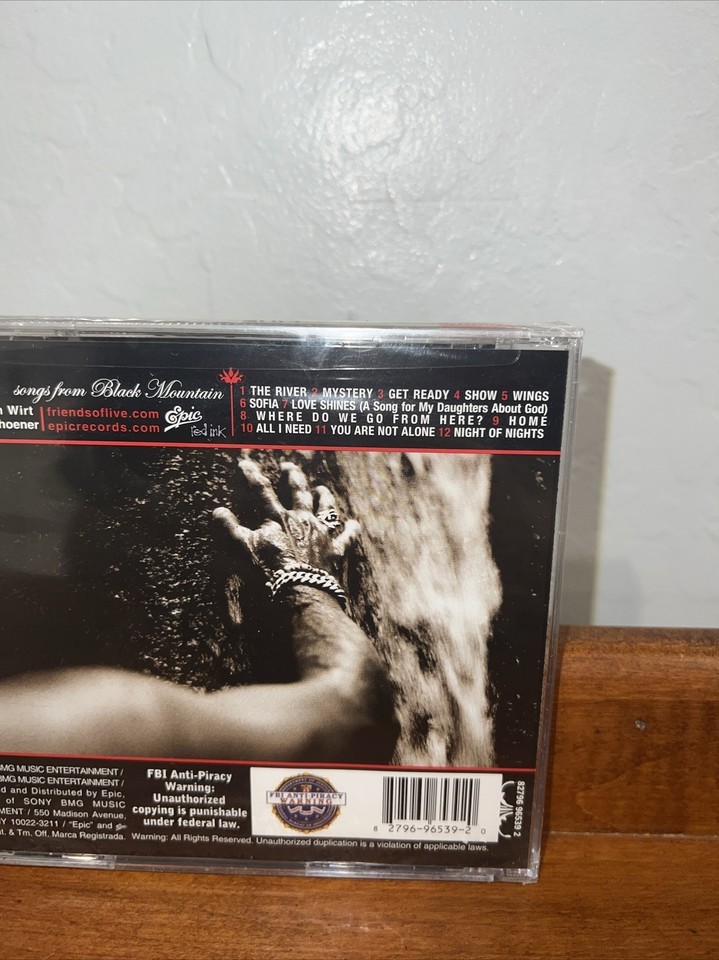 songs from Black Mountain
n Wirt
hoener
friendsoflive.com
epicrecords.com
Epic
red ink
1 THE RIVER 2 MYSTERY 3 GET READY 4 SHOW 5 WINGS
6 SOFIA 7 LOVE SHINES (A Song for My Daughters About God)
8 WHERE DO WE GO FROM HERE? 9 HOME
10 ALL I NEED 11 YOU ARE NOT ALONE 12 NIGHT OF NIGHTS
BMG MUSIC ENTERTAINMENT /
BMG MUSIC ENTERTAINMENT /
d and Distributed by Epic,
of SONY BMG MUSIC
MENT / 550 Madison Avenue,
Y 10022-3211 / "Epic" and
t. & Tm. Off. Marca Registrada. Warning: All Rights Reserved. Unauthorized duplication is a violation of applicable laws.
FBI Anti-Piracy
Warning:
Unauthorized
copying is punishable
under federal law.
FBI ANTI-PIRACY
WARNING
8 2796-96539-2 0
82796 96539 2